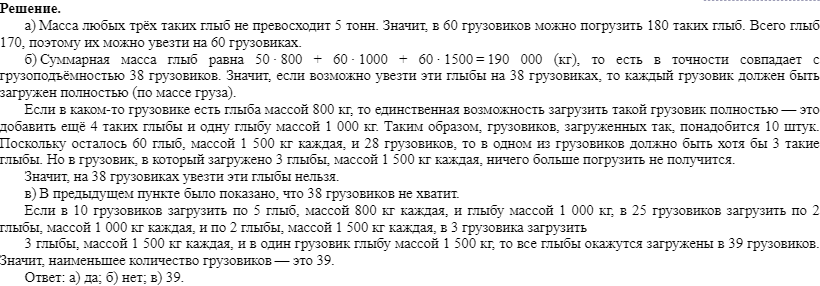 Решение.
а) Масса любых трёх таких глыб не превосходит 5 тонн. Значит, в 60 грузовиков можно погрузить 180 таких глыб. Всего глыб
170, поэтому их можно увезти на 60 грузовиках.
б) Суммарная масса глыб равна 50 · 800 + 60 · 1000 + 60 · 1500 = 190 000 (кг), то есть в точности совпадает с
грузоподъёмностью 38 грузовиков. Значит, если возможно увезти эти глыбы на 38 грузовиках, то каждый грузовик должен быть
загружен полностью (по массе груза).
Если в каком-то грузовике есть глыба массой 800 кг, то единственная возможность загрузить такой грузовик полностью — это
добавить ещё 4 таких глыбы и одну глыбу массой 1 000 кг. Таким образом, грузовиков, загруженных так, понадобится 10 штук.
Поскольку осталось 60 глыб, массой 1 500 кг каждая, и 28 грузовиков, то в одном из грузовиков должно быть хотя бы 3 такие
глыбы. Но в грузовик, в который загружено 3 глыбы, массой 1 500 кг каждая, ничего больше погрузить не получится.
Значит, на 38 грузовиках увезти эти глыбы нельзя.
в) В предыдущем пункте было показано, что 38 грузовиков не хватит.
Если в 10 грузовиков загрузить по 5 глыб, массой 800 кг каждая, и глыбу массой 1 000 кг, в 25 грузовиков загрузить по 2
глыбы, массой 1 000 кг каждая, и по 2 глыбы, массой 1 500 кг каждая, в 3 грузовика загрузить
3 глыбы, массой 1 500 кг каждая, и в один грузовик глыбу массой 1 500 кг, то все глыбы окажутся загружены в 39 грузовиков.
Значит, наименьшее количество грузовиков — это 39.
Ответ: а) да; б) нет; в) 39.